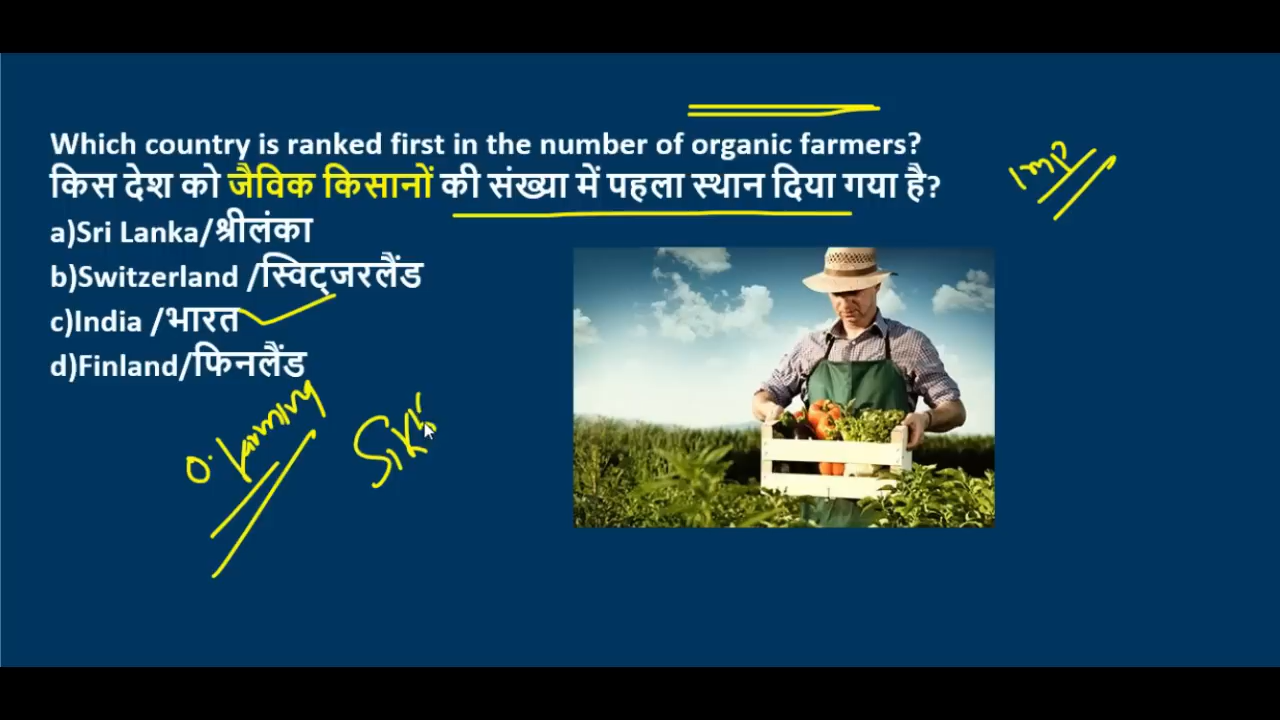 Which country is ranked first in the number of organic farmers?
किस देश को जैविक किसानों की संख्या में पहला स्थान दिया गया है?
Imp
a)Sri Lanka/श्रीलंका
b)Switzerland /स्विट्जरलैंड
c)India /भारत
d)Finland/फिनलैंड
O. farming